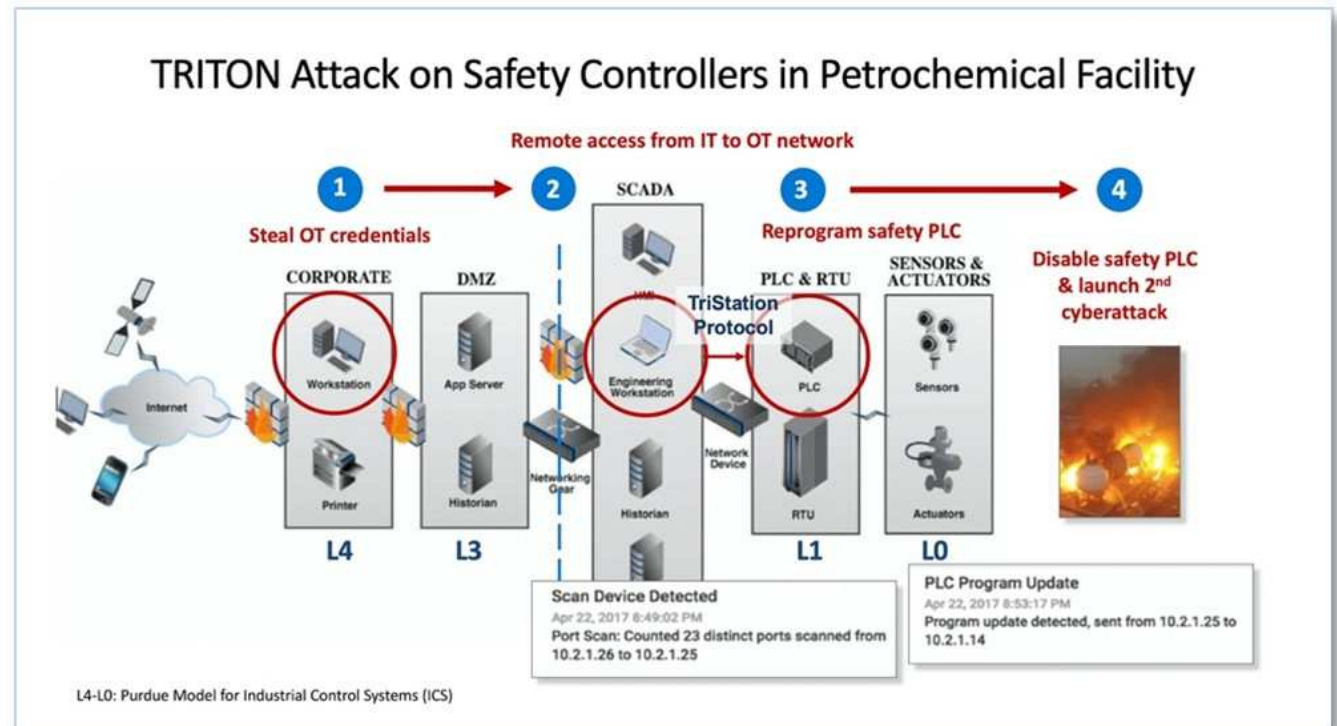 TRITON Attack on Safety Controllers in Petrochemical Facility
Remote access from IT to OT network
1
2
3
4
Steal OT credentials
SCADA
Reprogram safety PLC
Disable safety PLC
& launch 2nd
cyberattack
CORPORATE
DMZ
PLC & RTU
SENSORS &
ACTUATORS
HMI
TriStation
Protocol
Workstation
App Server
Engineering
Workstation
PLC
Sensors
Internet
Printer
Historian
Networking
Gear
Historian
Network
Device
RTU
Actuators
L4
L3
L1
L0
Scan Device Detected
Apr 22, 2017 8:49:02 PM
Port Scan: Counted 23 distinct ports scanned from
10.2.1.26 to 10.2.1.25
PLC Program Update
Apr 22, 2017 8:53:17 PM
Program update detected, sent from 10.2.1.25 to
10.2.1.14
L4-L0: Purdue Model for Industrial Control Systems (ICS)